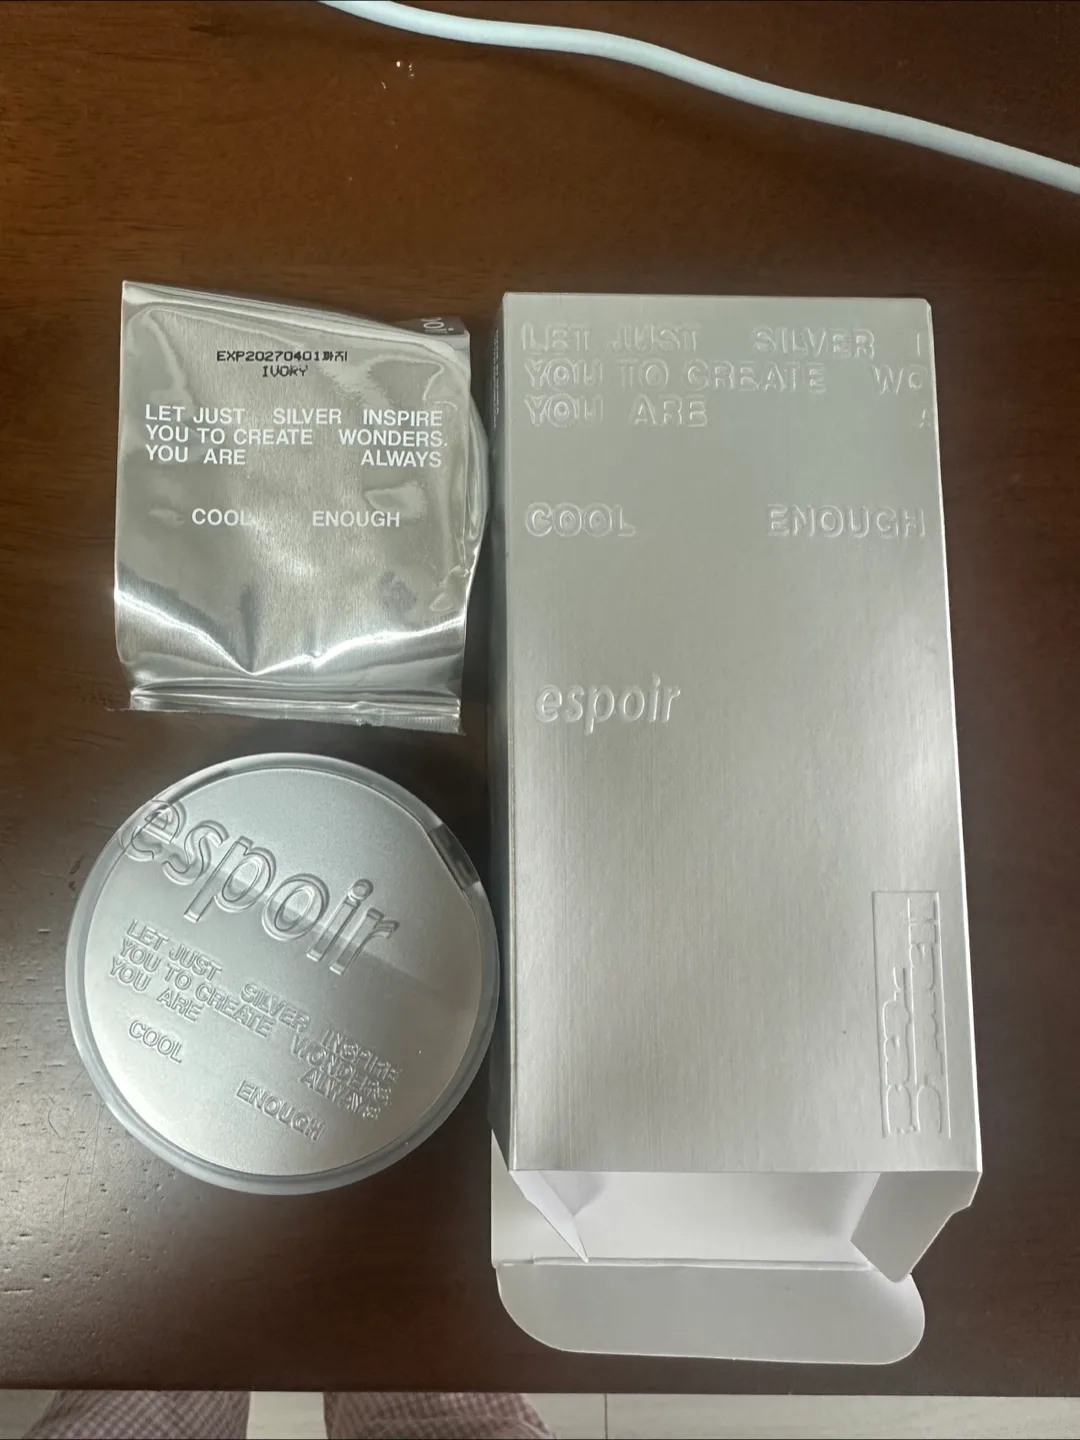 EXP20270401까지
IVORY
LET JUST SILVER INSPIRE
YOU TO CREATE WONDERS.
YOU ARE ALWAYS
COOL ENOUGH
espoir
LET JUST SILVER INSPIRE
YOU TO CREATE WONDERS.
YOU ARE ALWAYS
COOL
ENOUGH
LET JUST SILVER I
YOU TO CREATE WO
YOU ARE A
COOL ENOUGH
espoir